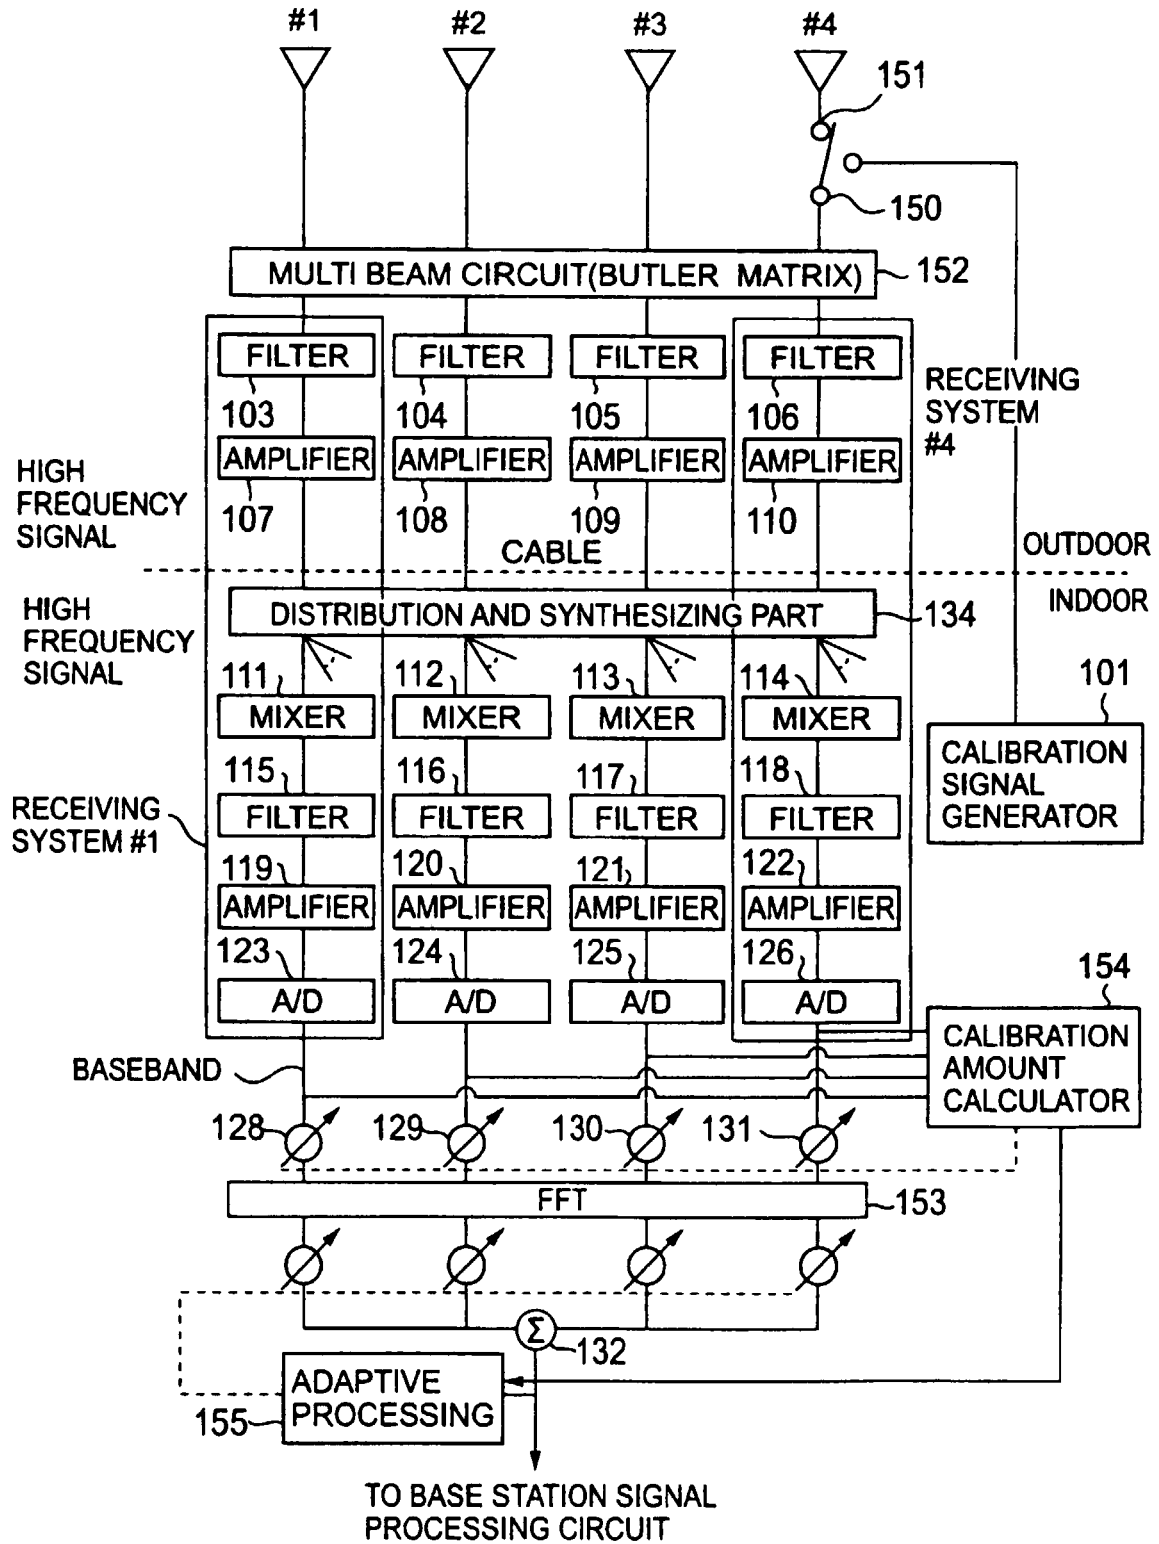 #1 #2 #3 #4
151
150
MULTI BEAM CIRCUIT(BUTLER MATRIX)
152
FILTER FILTER FILTER FILTER
103 104 105 106
RECEIVING
SYSTEM
#4
AMPLIFIER AMPLIFIER AMPLIFIER AMPLIFIER
107 108 109 110
HIGH
FREQUENCY
SIGNAL
CABLE
OUTDOOR
INDOOR
HIGH
FREQUENCY
SIGNAL
DISTRIBUTION AND SYNTHESIZING PART
134
111 112 113 114
MIXER MIXER MIXER MIXER
101
CALIBRATION
SIGNAL
GENERATOR
115 116 117 118
FILTER FILTER FILTER FILTER
RECEIVING
SYSTEM #1
119 120 121 122
AMPLIFIER AMPLIFIER AMPLIFIER AMPLIFIER
123 124 125 126
A/D A/D A/D A/D
154
CALIBRATION
AMOUNT
CALCULATOR
BASEBAND
128 129 130 131
FFT
153
Σ
132
ADAPTIVE
PROCESSING
155
TO BASE STATION SIGNAL
PROCESSING CIRCUIT